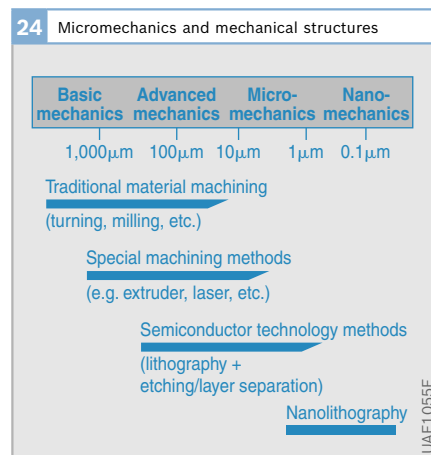 24 Micromechanics and mechanical structures
Basic Advanced Micro- Nano-
mechanics mechanics mechanics mechanics
1,000µm 100µm 10µm 1µm 0.1µm
Traditional material machining
(turning, milling, etc.)
Special machining methods
(e.g. extruder, laser, etc.)
Semiconductor technology methods
(lithography +
etching/layer separation)
Nanolithography
UAE1055E